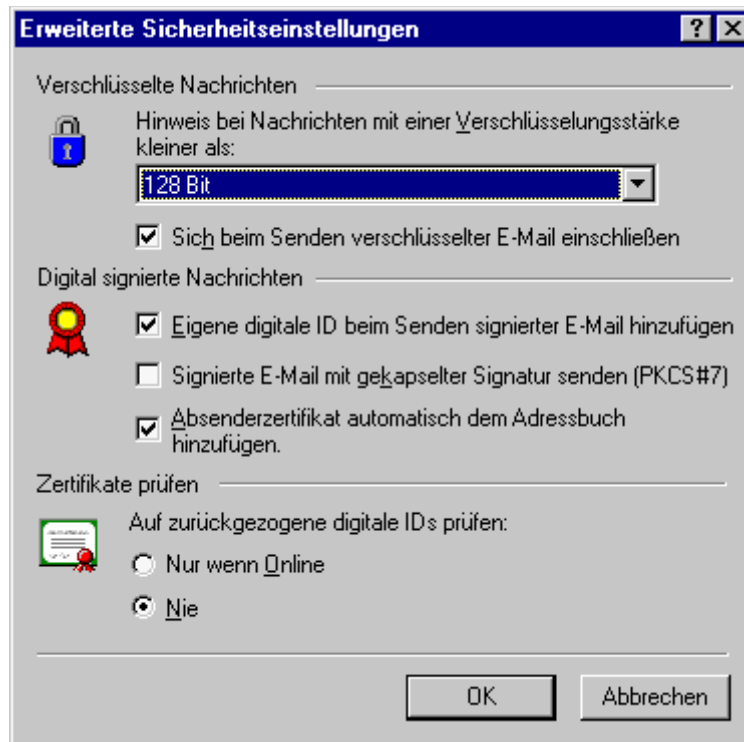 Erweiterte Sicherheitseinstellungen
Verschlüsselte Nachrichten
Hinweis bei Nachrichten mit einer Verschlüsselungsstärke
kleiner als:
128 Bit
Sich beim Senden verschlüsselter E-Mail einschließen
Digital signierte Nachrichten
Eigene digitale ID beim Senden signierter E-Mail hinzufügen
Signierte E-Mail mit gekapselter Signatur senden (PKCS#7)
Absenderzertifikat automatisch dem Adressbuch
hinzufügen.
Zertifikate prüfen
Auf zurückgezogene digitale IDs prüfen:
Nur wenn Online
Nie
OK Abbrechen